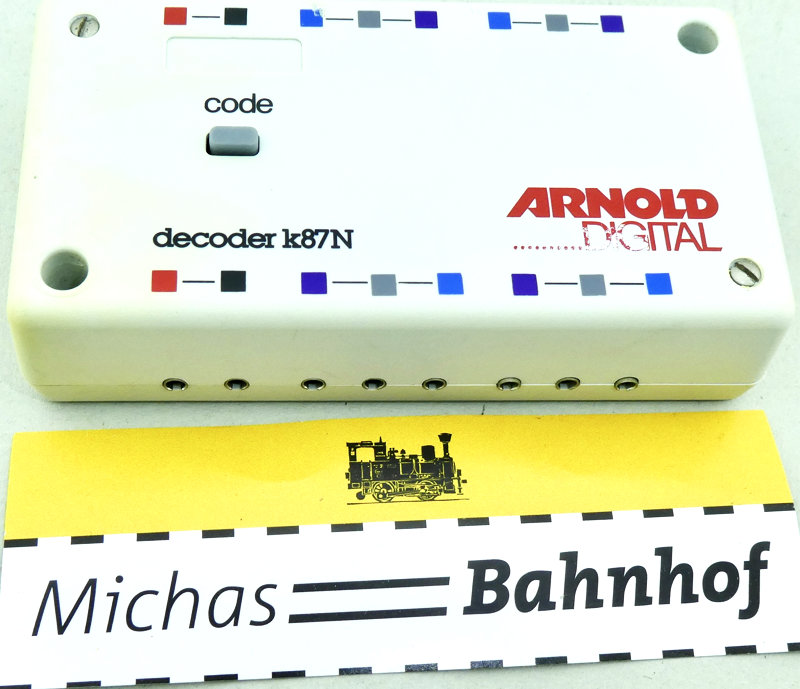 code
ARNOLD
DIGITAL
decoder k87N
Michas Bahnhof